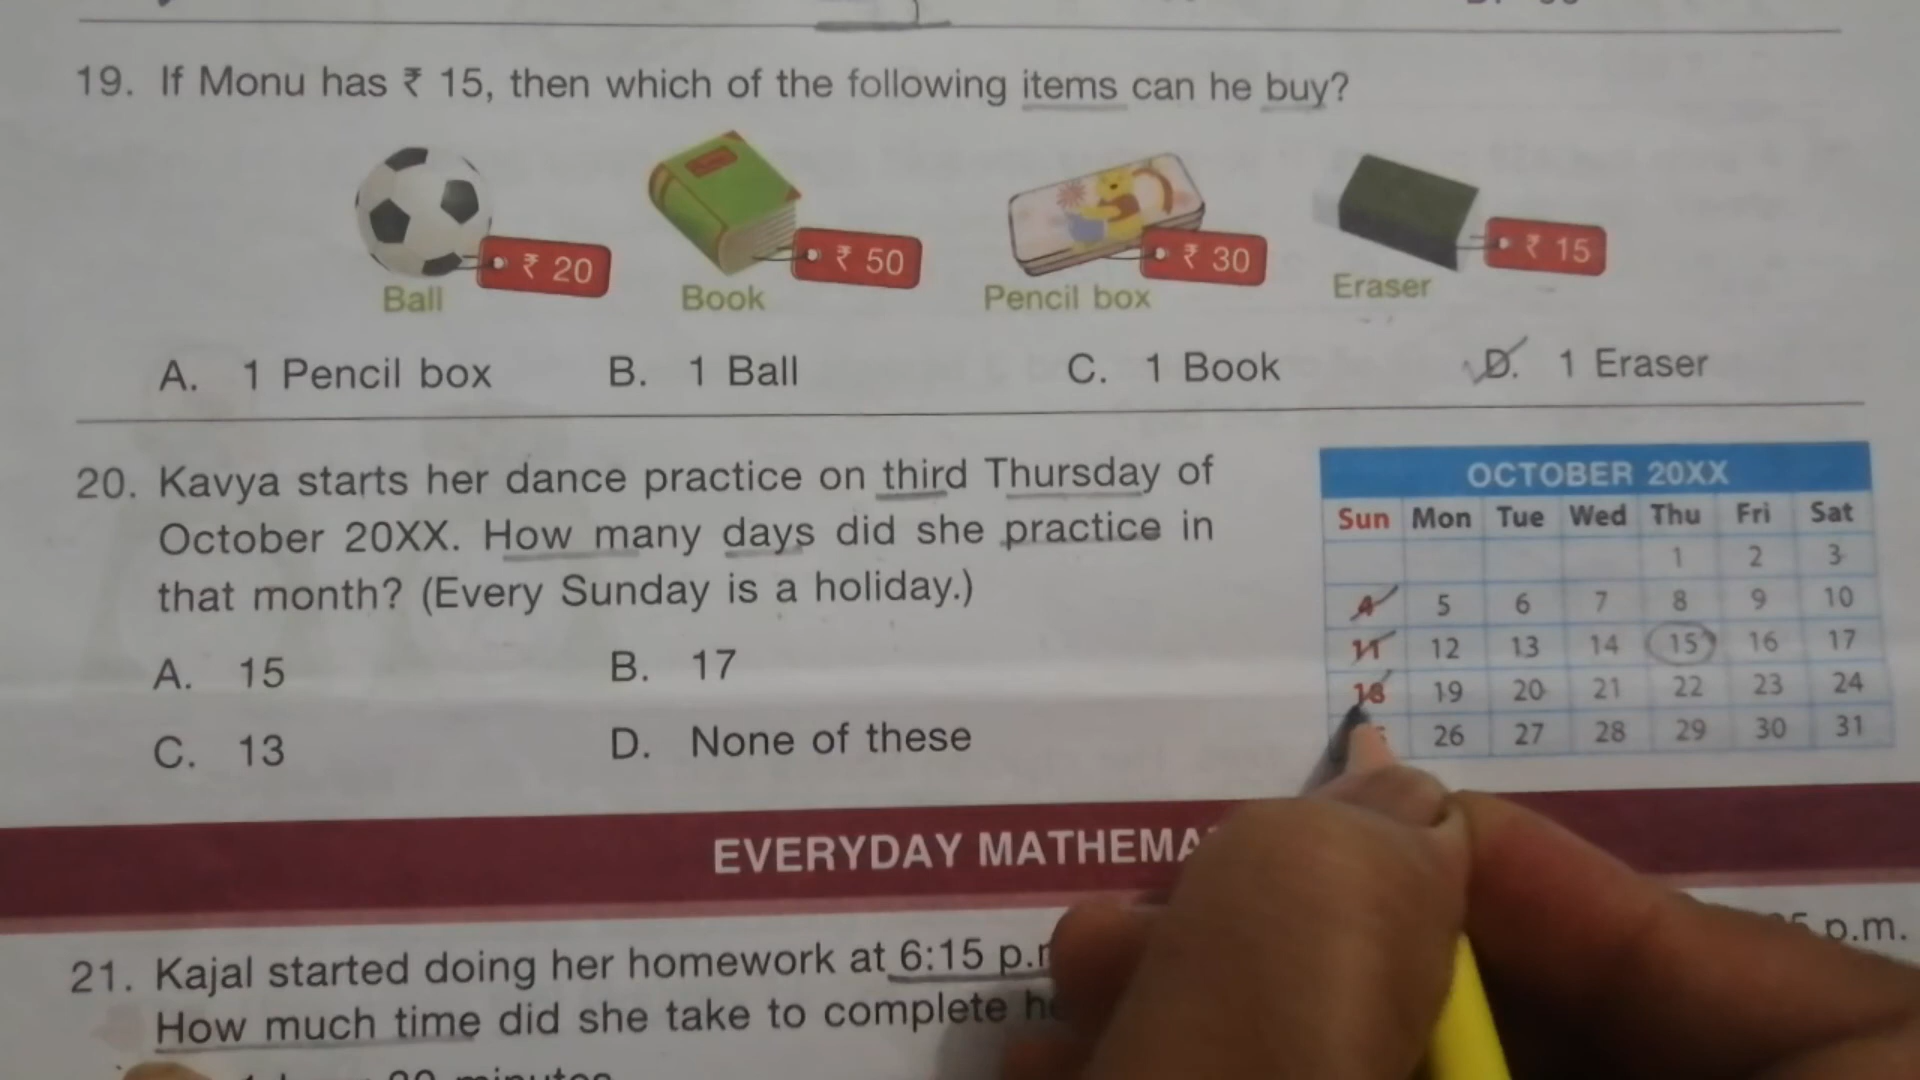 19. If Monu has ₹ 15, then which of the following items can he buy?
₹ 20 ₹ 50 ₹ 30 ₹ 15
Ball Book Pencil box Eraser
A. 1 Pencil box B. 1 Ball C. 1 Book D. 1 Eraser
20. Kavya starts her dance practice on third Thursday of
October 20XX. How many days did she practice in
that month? (Every Sunday is a holiday.)
A. 15 B. 17
C. 13 D. None of these
OCTOBER 20XX
Sun Mon Tue Wed Thu Fri Sat
1 2 3
4 5 6 7 8 9 10
11 12 13 14 15 16 17
18 19 20 21 22 23 24
26 27 28 29 30 31
EVERYDAY MATHEMA
21. Kajal started doing her homework at 6:15 p.m.
How much time did she take to complete
minutes